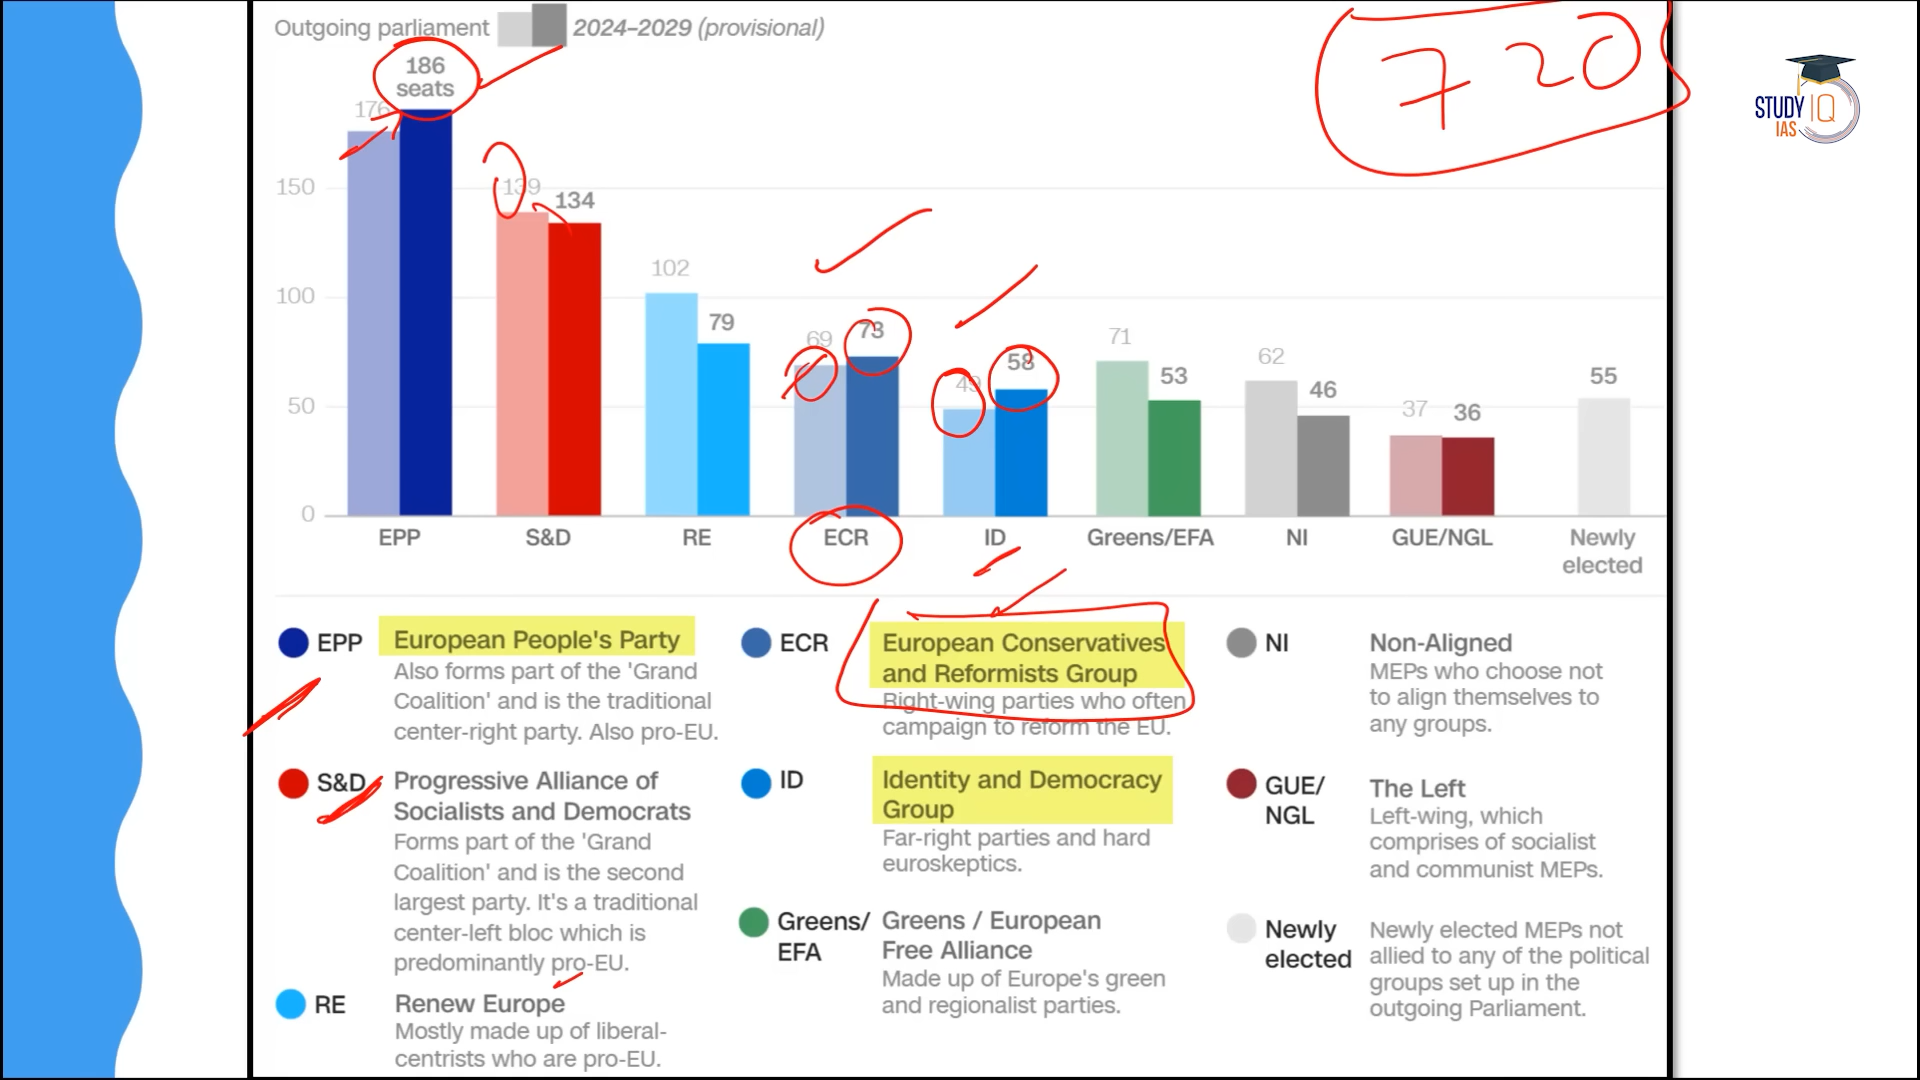 Outgoing parliament 2024–2029 (provisional)
720
STUDY IQ
IAS
186
seats
176
150
139
134
102
100
79
69
73
49
58
71
53
62
46
37
36
55
50
0
EPP
S&D
RE
ECR
ID
Greens/EFA
NI
GUE/NGL
Newly
elected
EPP
European People's Party
Also forms part of the 'Grand
Coalition' and is the traditional
center-right party. Also pro-EU.
S&D
Progressive Alliance of
Socialists and Democrats
Forms part of the 'Grand
Coalition' and is the second
largest party. It's a traditional
center-left bloc which is
predominantly pro-EU.
RE
Renew Europe
Mostly made up of liberal-
centrists who are pro-EU.
ECR
European Conservatives
and Reformists Group
Right-wing parties who often
campaign to reform the EU.
ID
Identity and Democracy
Group
Far-right parties and hard
euroskeptics.
Greens/
EFA
Greens / European
Free Alliance
Made up of Europe's green
and regionalist parties.
NI
Non-Aligned
MEPs who choose not
to align themselves to
any groups.
GUE/
NGL
The Left
Left-wing, which
comprises of socialist
and communist MEPs.
Newly
elected
Newly elected MEPs not
allied to any of the political
groups set up in the
outgoing Parliament.